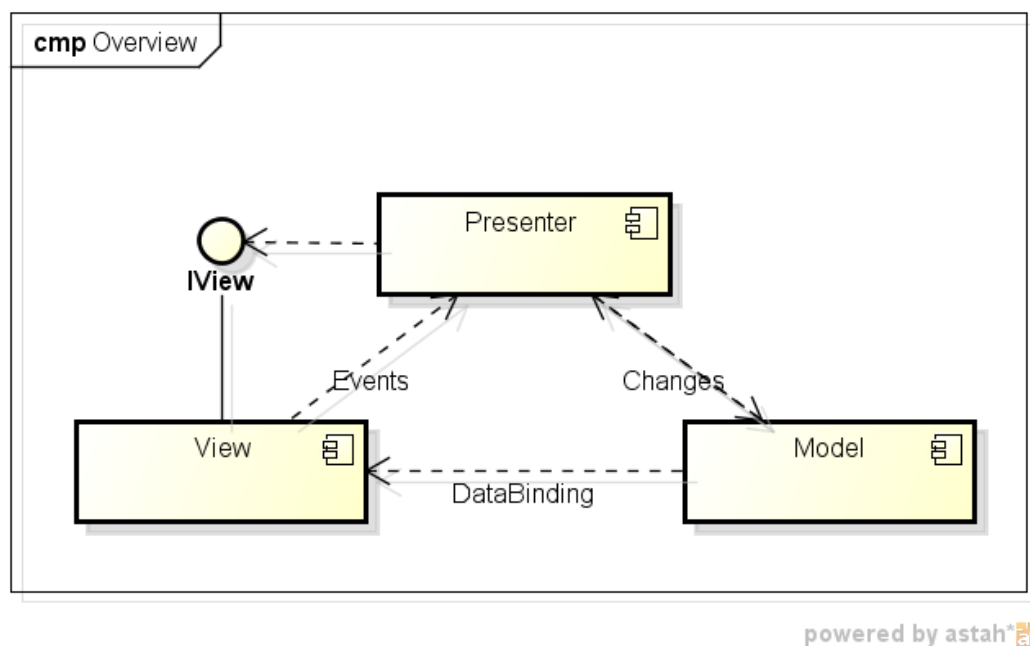 cmp Overview
Presenter
IView
Events
Changes
View
Model
DataBinding
powered by astah*